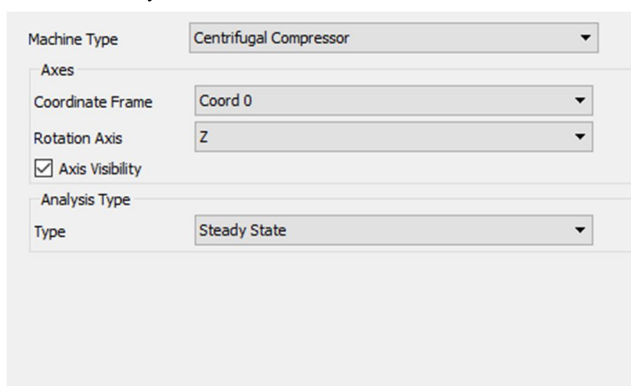 Machine Type Centrifugal Compressor
Axes
Coordinate Frame Coord 0
Rotation Axis Z
Axis Visibility
Analysis Type
Type Steady State